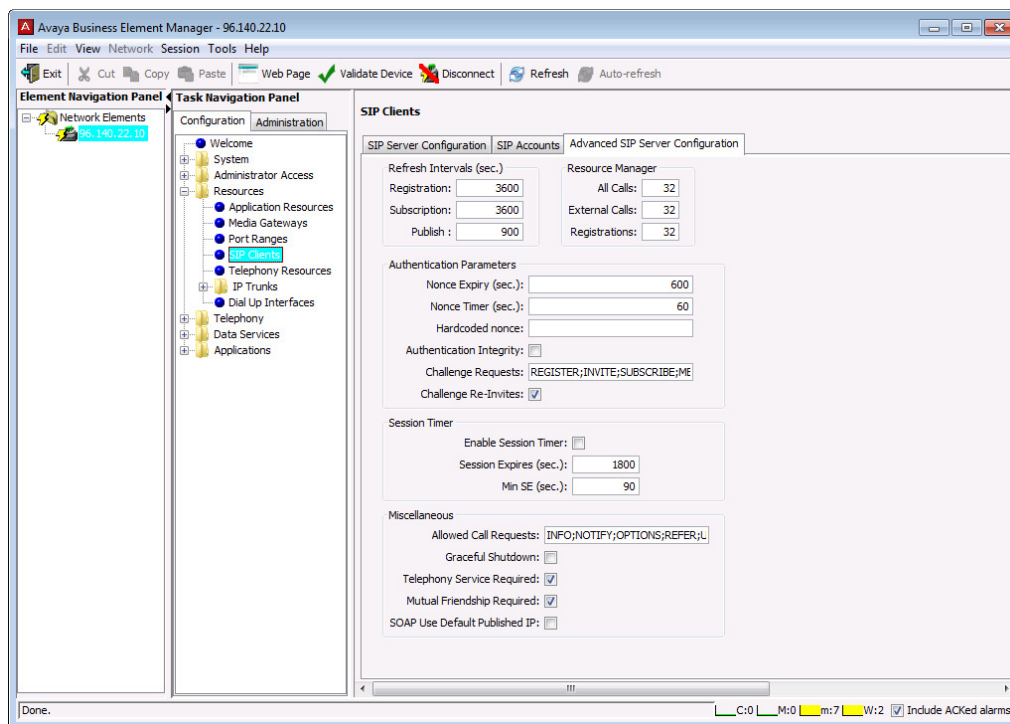 Avaya Business Element Manager - 96.140.22.10
File Edit View Network Session Tools Help
Exit Cut Copy Paste Web Page Validate Device Disconnect Refresh Auto-refresh
Element Navigation Panel
Network Elements
96.140.22.10
Task Navigation Panel
Configuration Administration
Welcome
System
Administrator Access
Resources
Application Resources
Media Gateways
Port Ranges
SIP Clients
Telephony Resources
IP Trunks
Dial Up Interfaces
Telephony
Data Services
Applications
SIP Clients
SIP Server Configuration SIP Accounts Advanced SIP Server Configuration
Refresh Intervals (sec.)
Registration: 3600
Subscription: 3600
Publish : 900
Resource Manager
All Calls: 32
External Calls: 32
Registrations: 32
Authentication Parameters
Nonce Expiry (sec.): 600
Nonce Timer (sec.): 60
Hardcoded nonce:
Authentication Integrity:
Challenge Requests: REGISTER;INVITE;SUBSCRIBE;ME
Challenge Re-Invites:
Session Timer
Enable Session Timer:
Session Expires (sec.): 1800
Min SE (sec.): 90
Miscellaneous
Allowed Call Requests: INFO;NOTIFY;OPTIONS;REFER;U
Graceful Shutdown:
Telephony Service Required:
Mutual Friendship Required:
SOAP Use Default Published IP:
Done. C:0 M:0 m:7 W:2 Include ACKed alarms